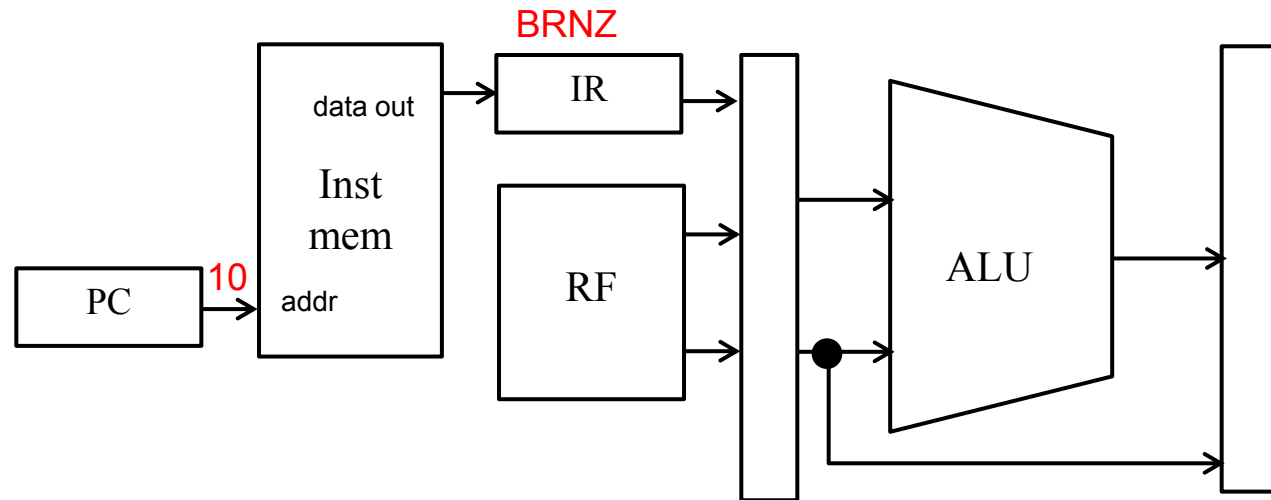 BRNZ
IR
data out
Inst
mem
10
PC
addr
RF
ALU